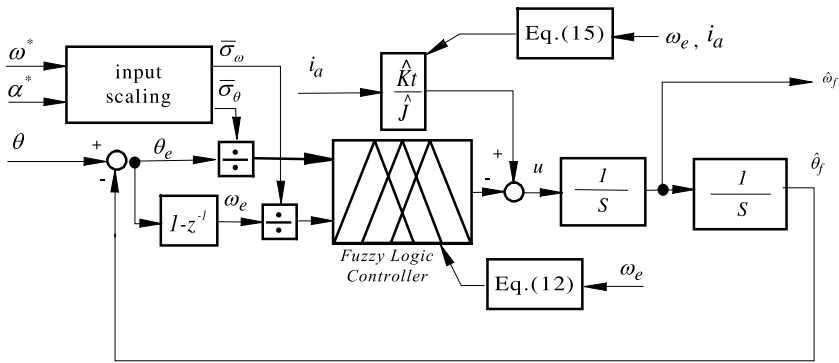 ω*
α*
input
scaling
σ̅ω
σ̅θ
ia
K̂t
Ĵ
Eq.(15)
ωe, ia
ω̂f
θ
+
-
θe
÷
1-z⁻¹
ωe
÷
Fuzzy Logic
Controller
+
-
u
1
S
1
S
θ̂f
Eq.(12)
ωe